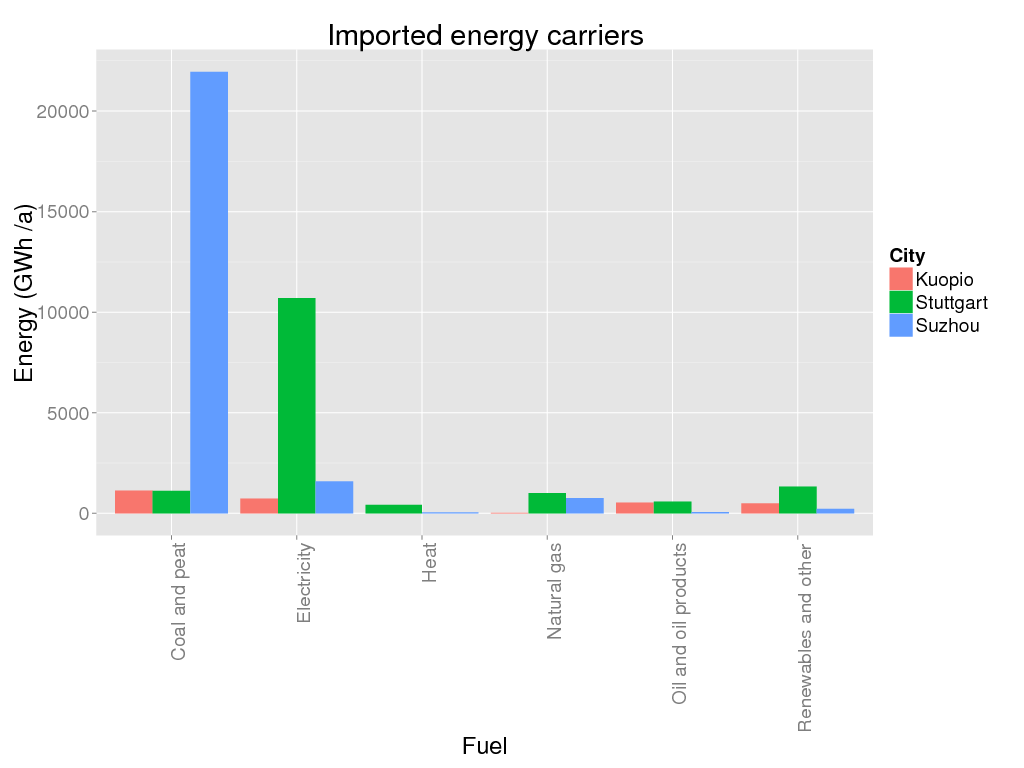 Imported energy carriers
Energy (GWh /a)
20000
15000
10000
5000
0
Coal and peat
Electricity
Heat
Natural gas
Oil and oil products
Renewables and other
Fuel
City
Kuopio
Stuttgart
Suzhou